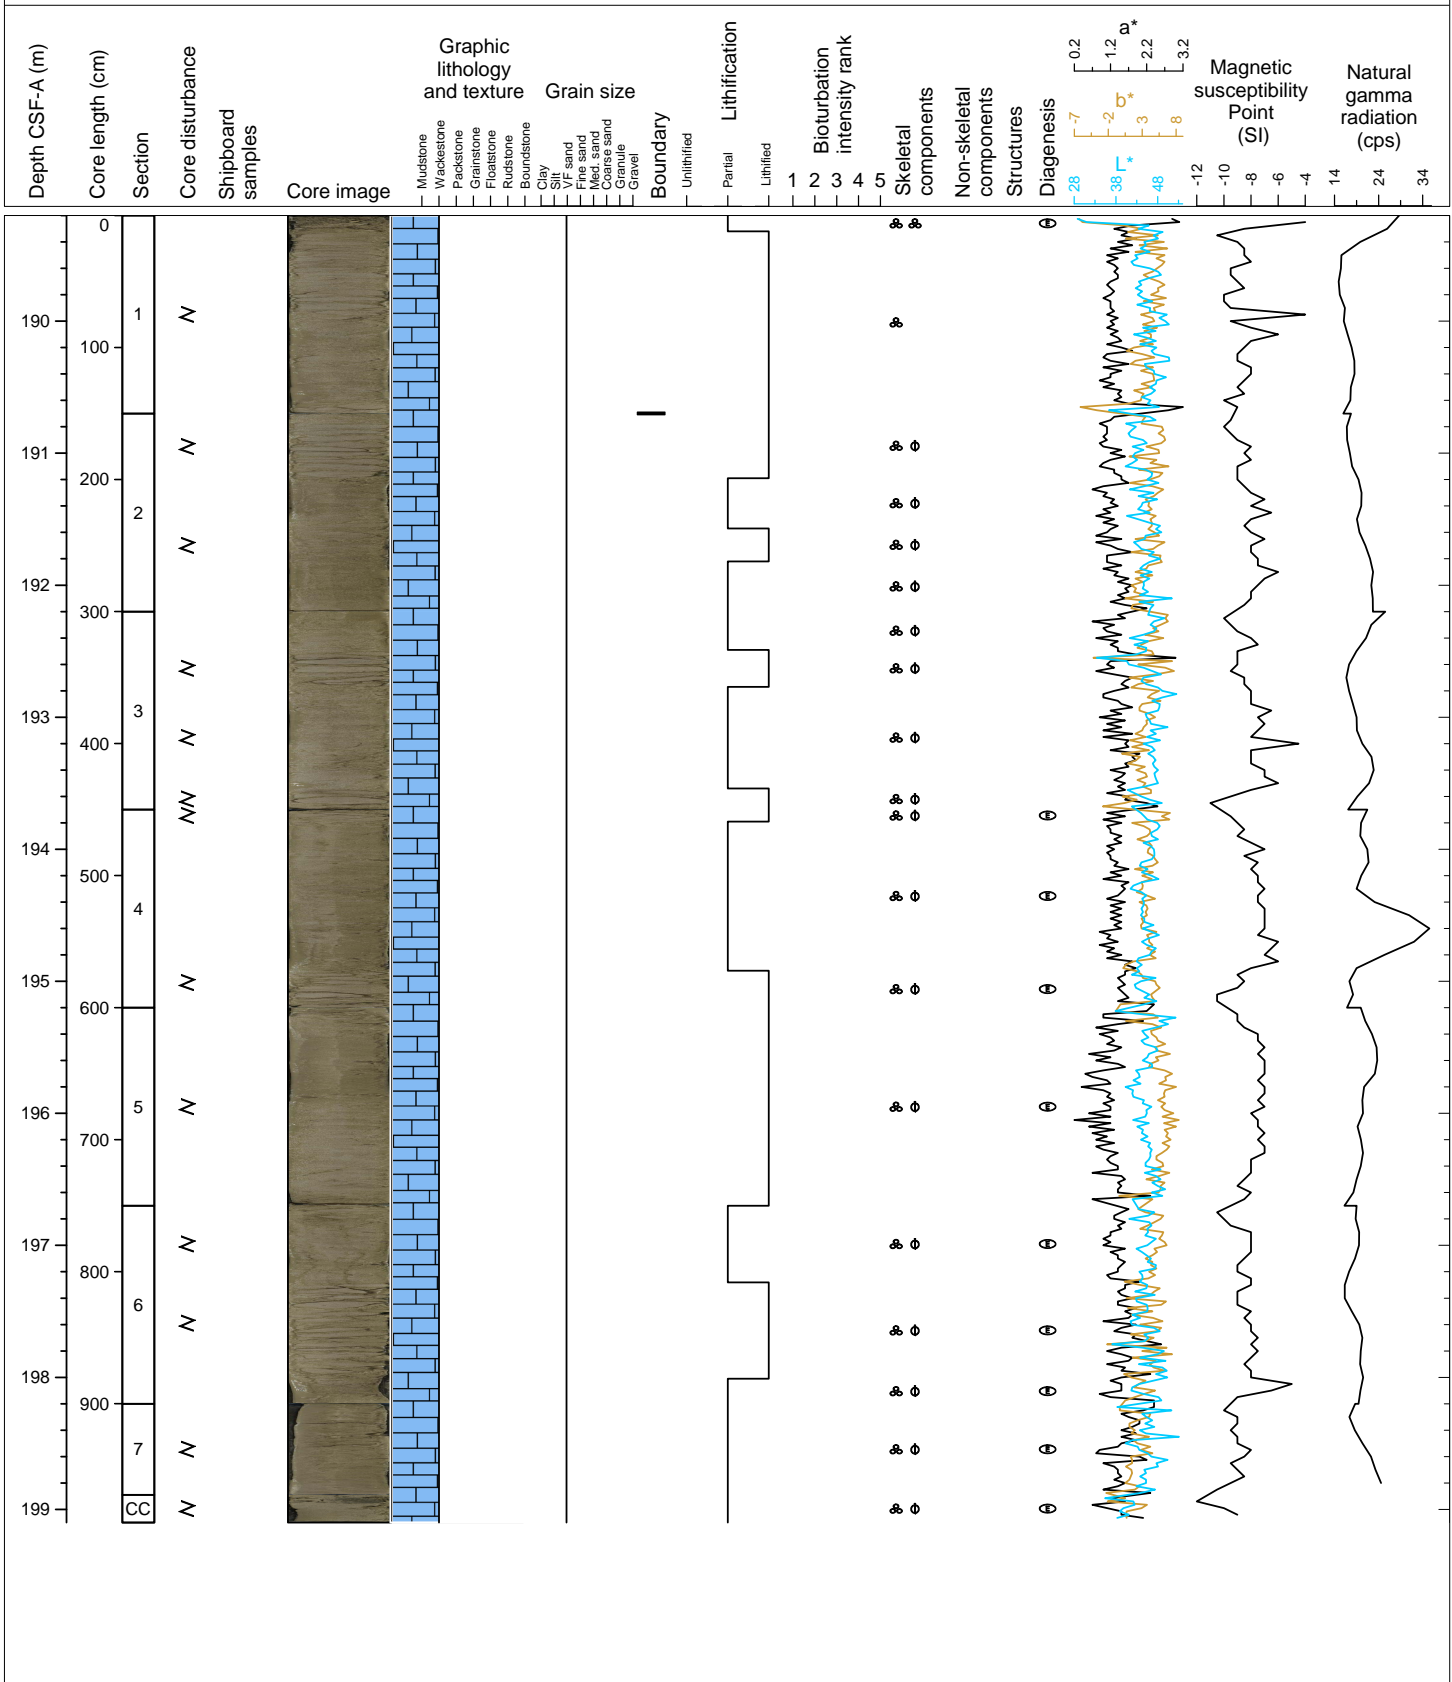 Depth CSF-A (m)
Core length (cm)
Section
Core disturbance
Shipboard
samples
Core image
Graphic
lithology
and texture
Mudstone
Wackestone
Packstone
Grainstone
Floatstone
Rudstone
Boundstone
Grain size
Clay
Silt
VF sand
Fine sand
Med. sand
Coarse sand
Granule
Gravel
Boundary
Lithification
Unlithified
Partial
Lithified
Bioturbation
intensity rank
1 2 3 4 5
Skeletal
components
Non-skeletal
components
Structures
Diagenesis
a*
0.2 1.2 2.2 3.2
b*
-7 -2 3 8
L*
28 38 48
Magnetic
susceptibility
Point
(SI)
-12 -10 -8 -6 -4
Natural
gamma
radiation
(cps)
14 24 34
0
1
190
100
191
200
2
192
300
3
193
400
194
500
4
195
600
5
196
700
197
800
6
198
900
7
199
CC